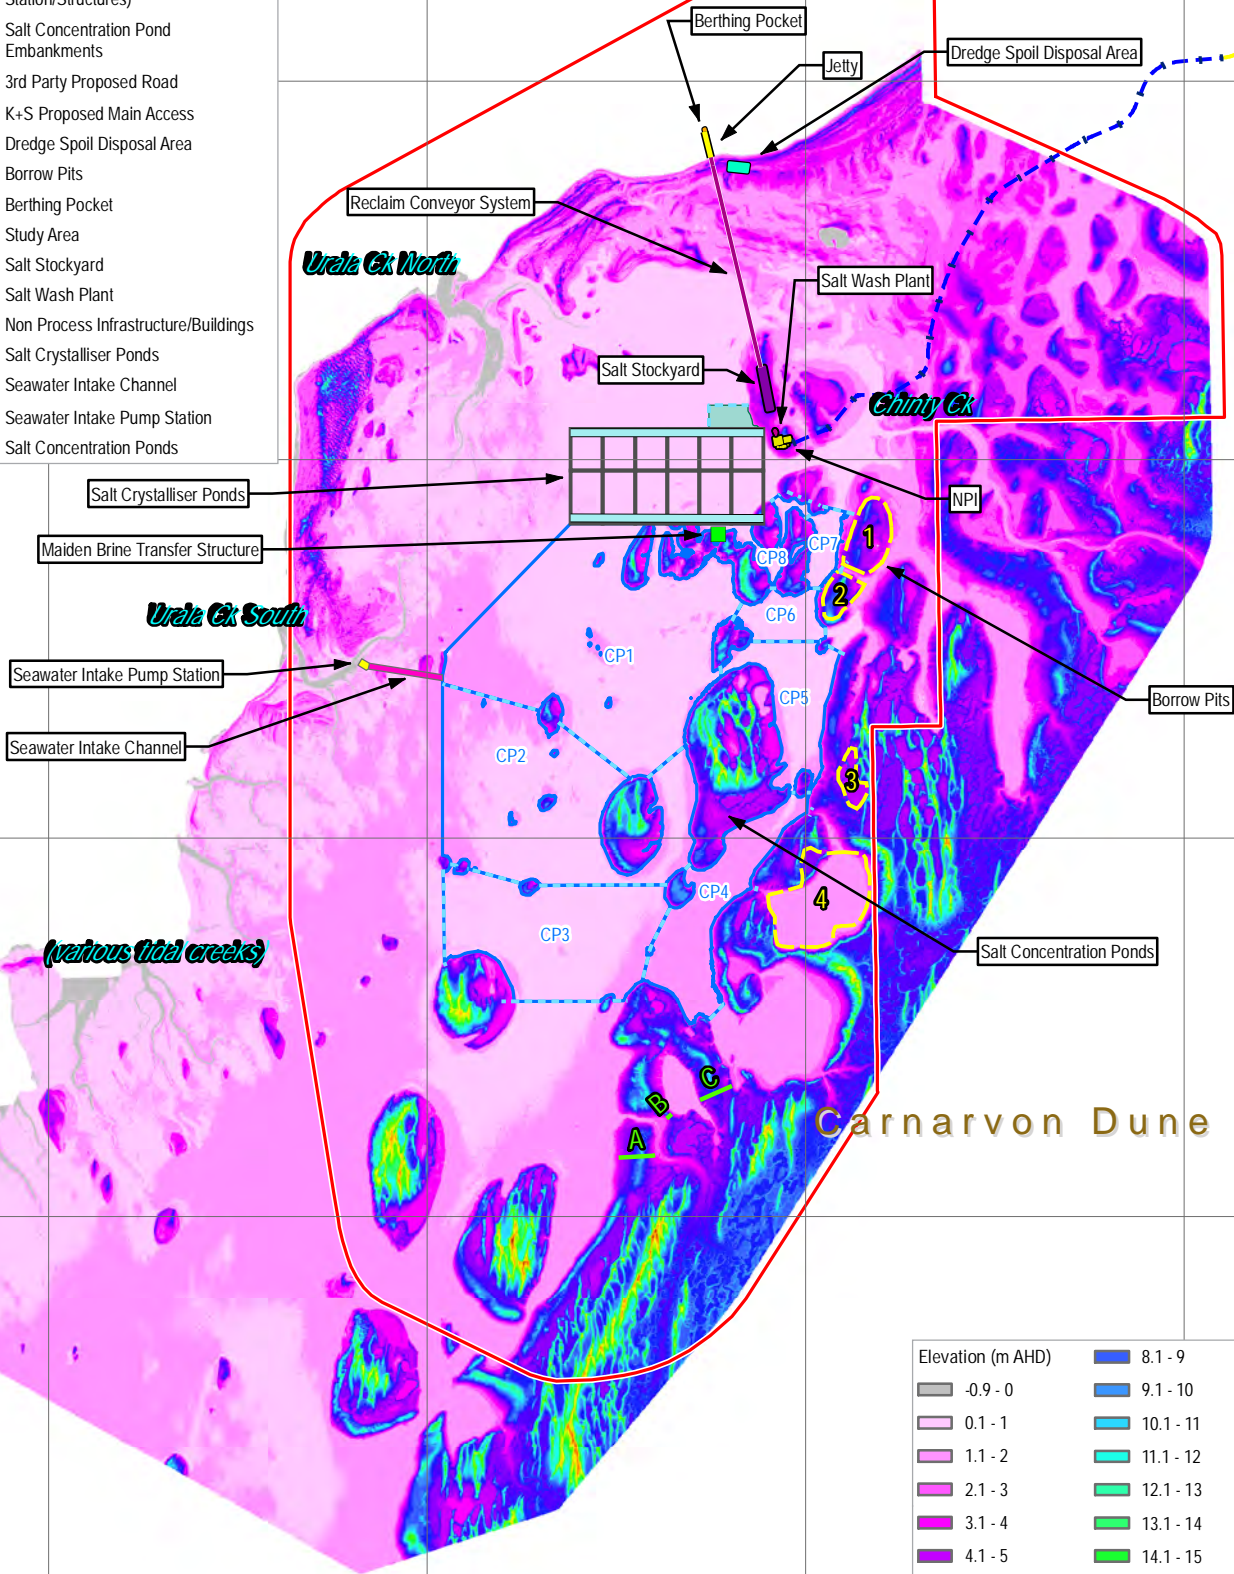 Station/Structures)
Salt Concentration Pond
Embankments
3rd Party Proposed Road
K+S Proposed Main Access
Dredge Spoil Disposal Area
Borrow Pits
Berthing Pocket
Study Area
Salt Stockyard
Salt Wash Plant
Non Process Infrastructure/Buildings
Salt Crystalliser Ponds
Seawater Intake Channel
Seawater Intake Pump Station
Salt Concentration Ponds
Berthing Pocket
Jetty
Dredge Spoil Disposal Area
Reclaim Conveyor System
Urala Ck North
Salt Wash Plant
Salt Stockyard
Chinty Ck
Salt Crystalliser Ponds
NPI
Maiden Brine Transfer Structure
CP8
CP7
1
2
Urala Ck South
CP6
CP1
Seawater Intake Pump Station
CP5
Borrow Pits
Seawater Intake Channel
CP2
3
CP4
4
CP3
(various tidal creeks)
Salt Concentration Ponds
C
B
A
Carnarvon Dune
Elevation (m AHD)
-0.9 - 0
0.1 - 1
1.1 - 2
2.1 - 3
3.1 - 4
4.1 - 5
8.1 - 9
9.1 - 10
10.1 - 11
11.1 - 12
12.1 - 13
13.1 - 14
14.1 - 15